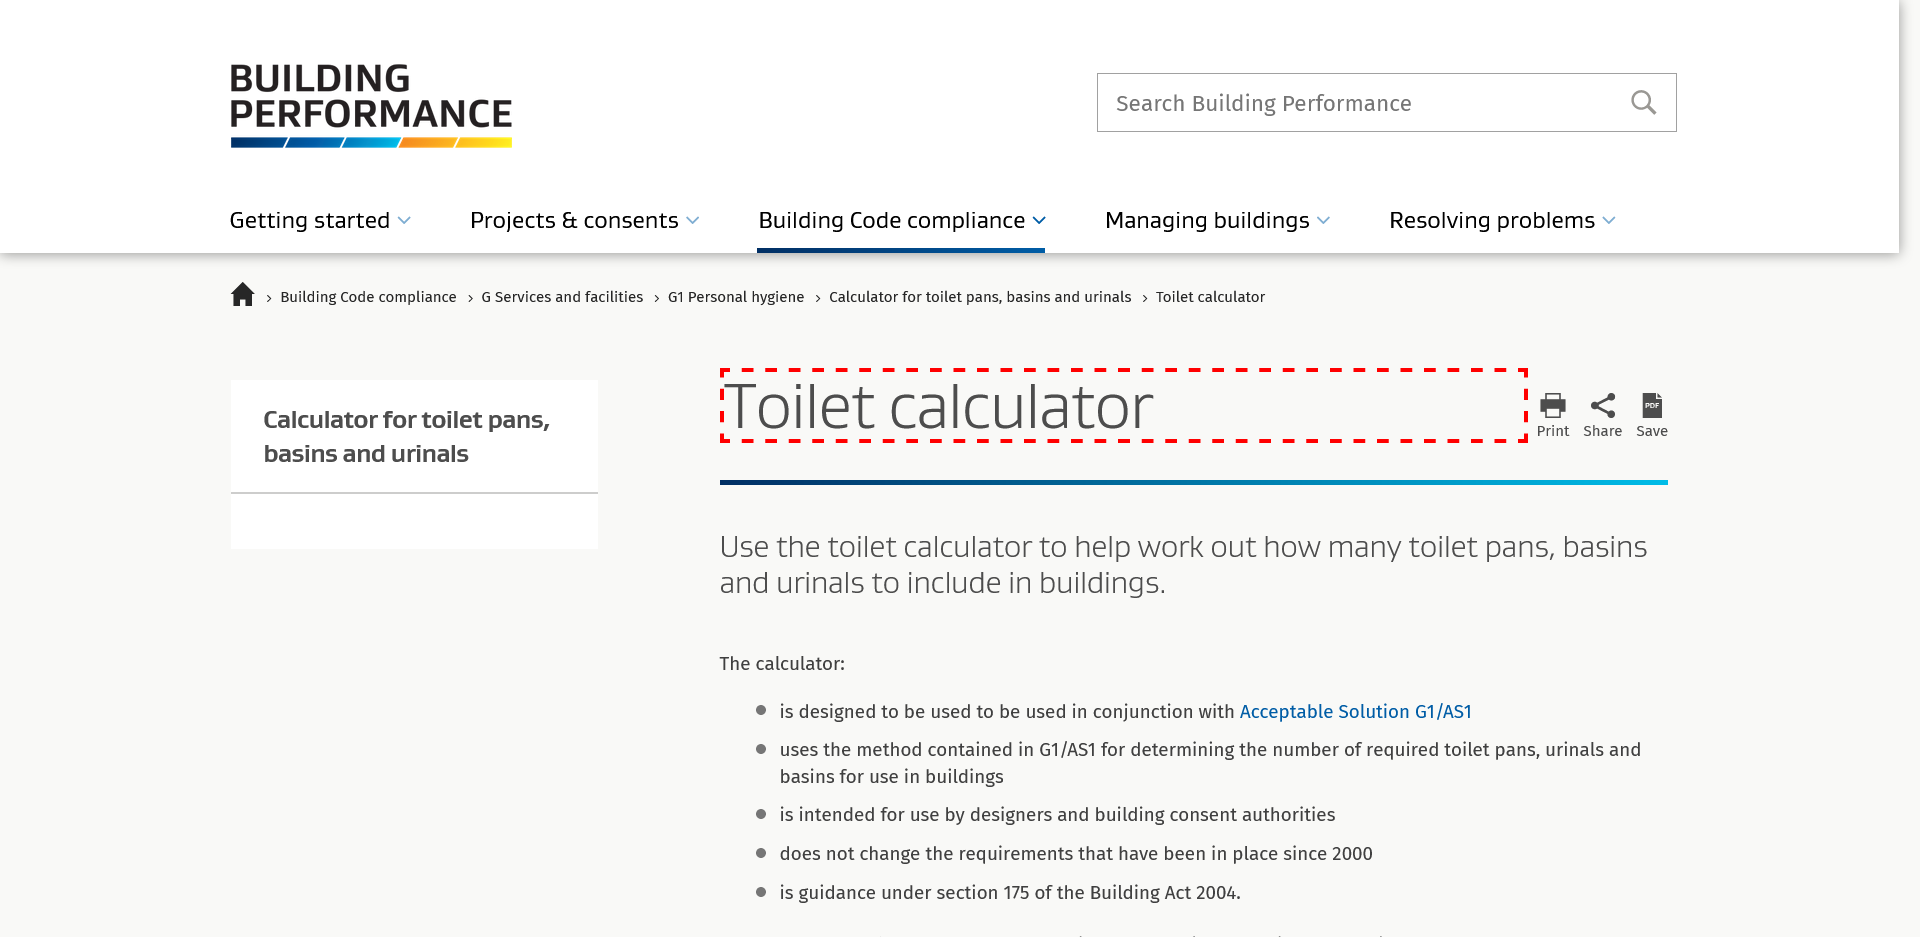 BUILDING
PERFORMANCE
Search Building Performance
Getting started
Projects & consents
Building Code compliance
Managing buildings
Resolving problems
Building Code compliance
G Services and facilities
G1 Personal hygiene
Calculator for toilet pans, basins and urinals
Toilet calculator
Calculator for toilet pans,
basins and urinals
Toilet calculator
Print
Share
PDF
Save
Use the toilet calculator to help work out how many toilet pans, basins
and urinals to include in buildings.
The calculator:
is designed to be used to be used in conjunction with Acceptable Solution G1/AS1
uses the method contained in G1/AS1 for determining the number of required toilet pans, urinals and
basins for use in buildings
is intended for use by designers and building consent authorities
does not change the requirements that have been in place since 2000
is guidance under section 175 of the Building Act 2004.